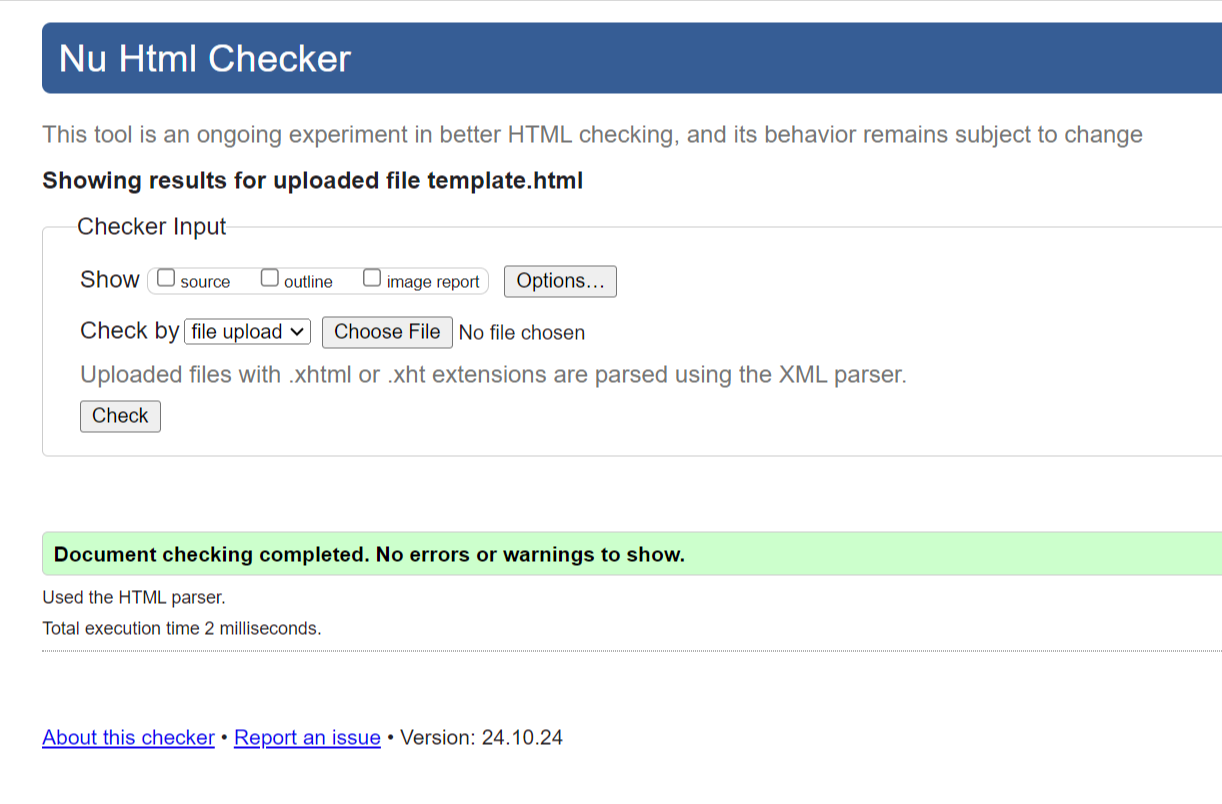 Nu Html Checker
This tool is an ongoing experiment in better HTML checking, and its behavior remains subject to change
Showing results for uploaded file template.html
Checker Input
Show source outline image report Options...
Check by file upload Choose File No file chosen
Uploaded files with .xhtml or .xht extensions are parsed using the XML parser.
Check
Document checking completed. No errors or warnings to show.
Used the HTML parser.
Total execution time 2 milliseconds.
About this checker • Report an issue • Version: 24.10.24